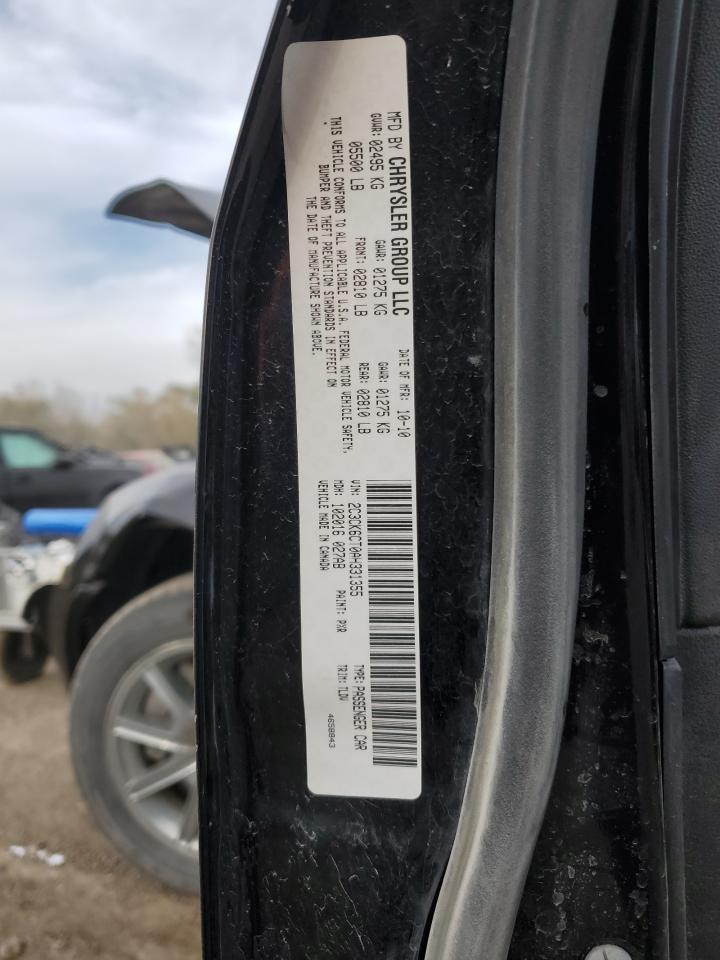 MFD BY CHRYSLER GROUP LLC DATE OF MFR: 10-10
GVWR: 02495 KG GAWR: 01275 KG GAWR: 01275 KG
05500 LB FRONT: 02810 LB REAR: 02810 LB
THIS VEHICLE CONFORMS TO ALL APPLICABLE U.S.A. FEDERAL MOTOR VEHICLE SAFETY,
BUMPER AND THEFT PREVENTION STANDARDS IN EFFECT ON
THE DATE OF MANUFACTURE SHOWN ABOVE.
VIN: 2C3CK6CT0AH331355 TYPE: PASSENGER CAR
MDH: 102016 027AB PAINT: PXR TRIM: TLDV
VEHICLE MADE IN CANADA 4658843